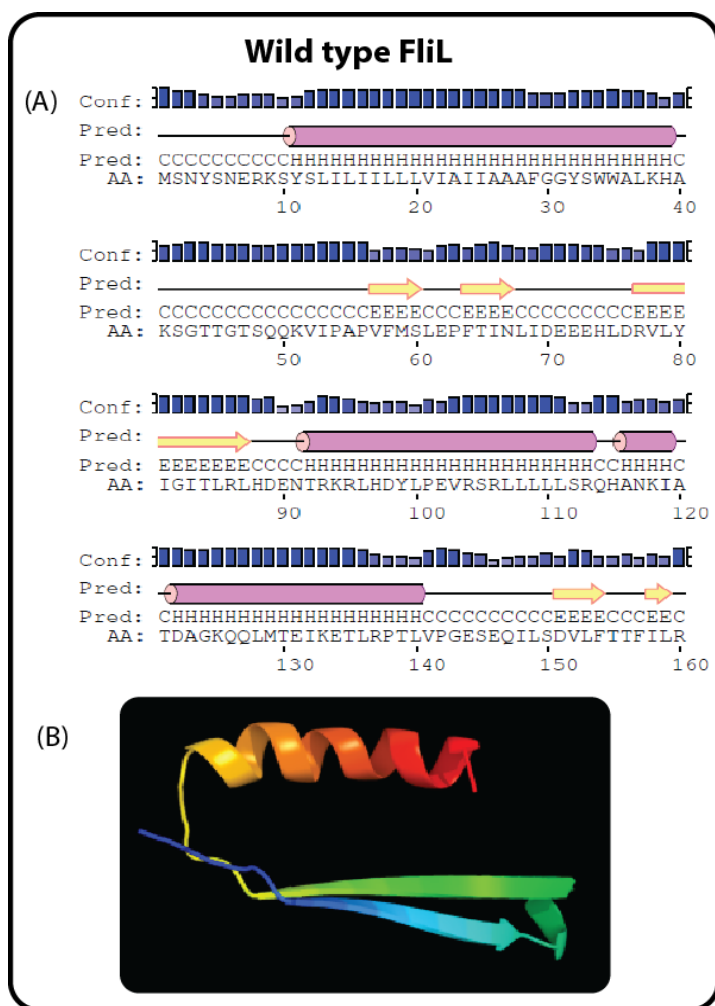 Wild type FliL
(A)
Conf:
Pred:
Pred: CCCCCCCCCCHHHHHHHHHHHHHHHHHHHHHHHHHHHHHC
AA: MSNYSNERKSYSLILIILLLVIAIIAAAFGGYSWWALKHA
10 20 30 40
Conf:
Pred:
Pred: CCCCCCCCCCCCCCCCEEEECCCEEEECCCCCCCCCEEEE
AA: KSGTTGTSQQKVIPAPVFMSLEPFTINLIDEEEHLDRVLY
50 60 70 80
Conf:
Pred:
Pred: EEEEEEECCCCHHHHHHHHHHHHHHHHHHHHHHCCHHHHC
AA: IGITLRLHDENTRKRLHDYLPEVRSRLLLLLSRQHANKIA
90 100 110 120
Conf:
Pred:
Pred: CHHHHHHHHHHHHHHHHHHHCCCCCCCCCCEEEECCCEEC
AA: TDAGKQQLMTEIKETLRPTLVPGESEQILSDVLFTTFILR
130 140 150 160
(B)